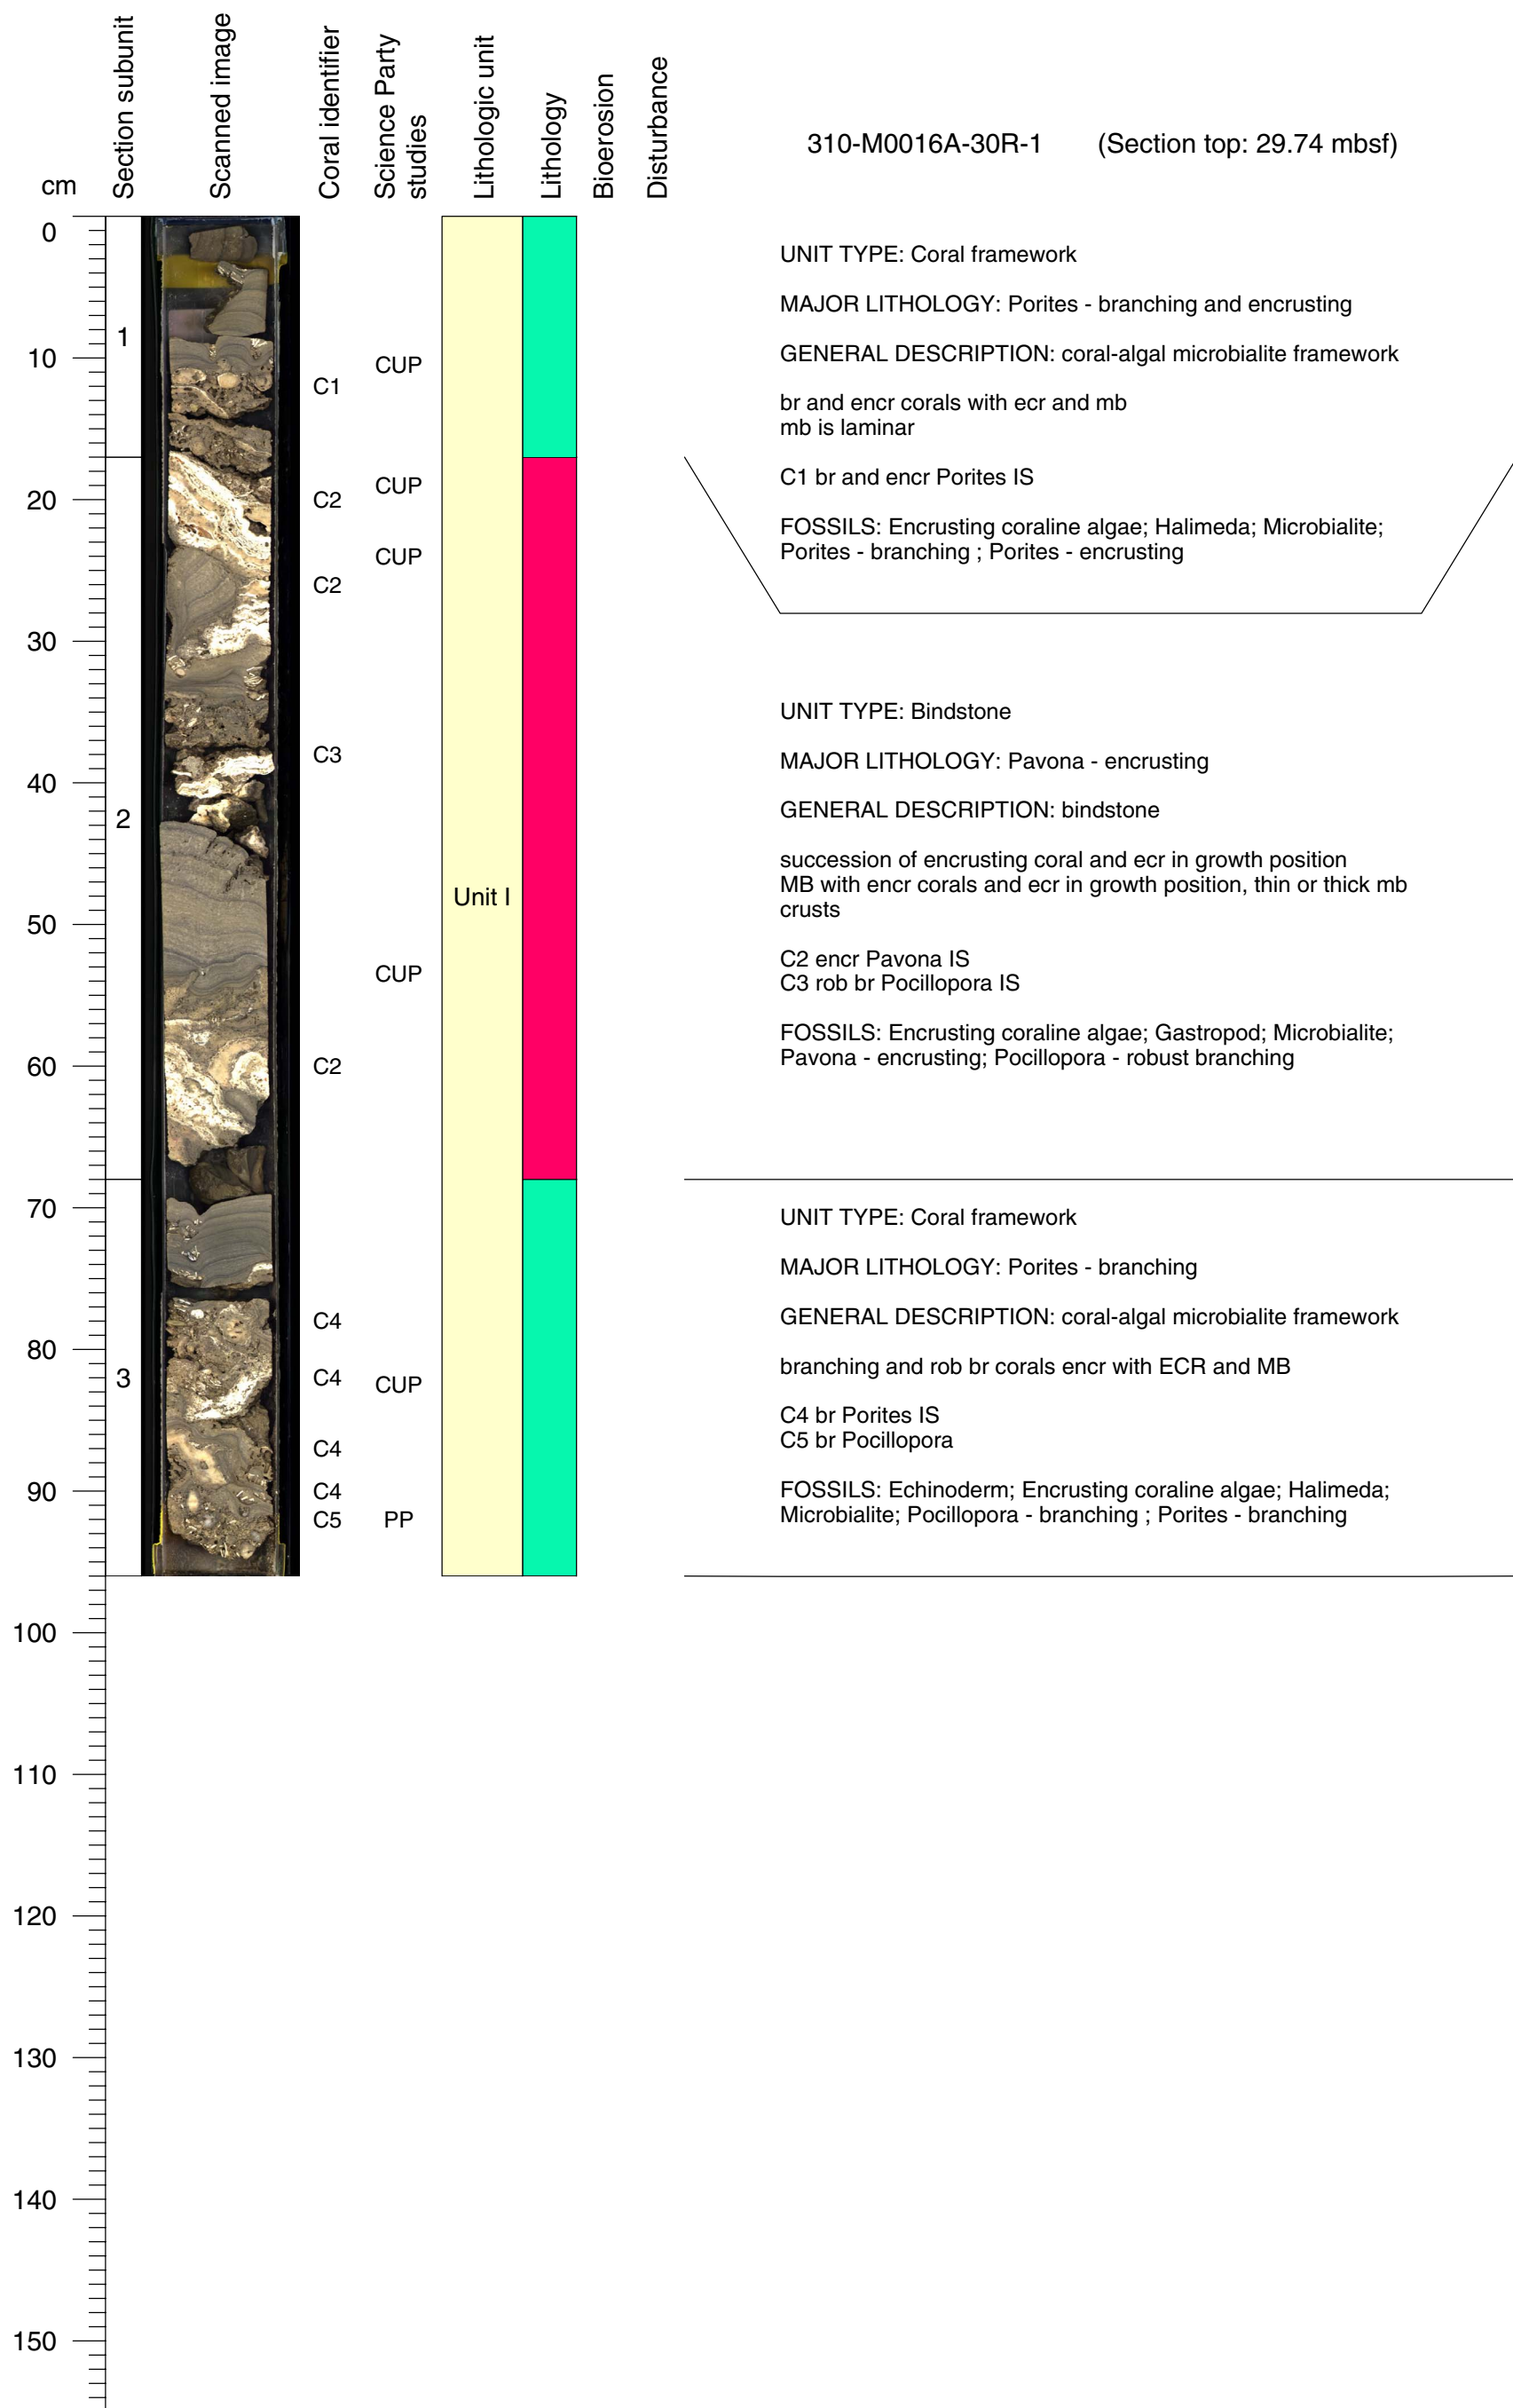 Section subunit
Scanned image
Coral identifier
Science Party
studies
Lithologic unit
Lithology
Bioerosion
Disturbance
310-M0016A-30R-1 (Section top: 29.74 mbsf)
cm
0
10
20
30
40
50
60
70
80
90
100
110
120
130
140
150
1
2
3
C1
C2
C2
C3
C2
C4
C4
C4
C4
C5
CUP
CUP
CUP
CUP
CUP
PP
Unit I
UNIT TYPE: Coral framework
MAJOR LITHOLOGY: Porites - branching and encrusting
GENERAL DESCRIPTION: coral-algal microbialite framework
br and encr corals with ecr and mb
mb is laminar
C1 br and encr Porites IS
FOSSILS: Encrusting coraline algae; Halimeda; Microbialite;
Porites - branching ; Porites - encrusting
UNIT TYPE: Bindstone
MAJOR LITHOLOGY: Pavona - encrusting
GENERAL DESCRIPTION: bindstone
succession of encrusting coral and ecr in growth position
MB with encr corals and ecr in growth position, thin or thick mb
crusts
C2 encr Pavona IS
C3 rob br Pocillopora IS
FOSSILS: Encrusting coraline algae; Gastropod; Microbialite;
Pavona - encrusting; Pocillopora - robust branching
UNIT TYPE: Coral framework
MAJOR LITHOLOGY: Porites - branching
GENERAL DESCRIPTION: coral-algal microbialite framework
branching and rob br corals encr with ECR and MB
C4 br Porites IS
C5 br Pocillopora
FOSSILS: Echinoderm; Encrusting coraline algae; Halimeda;
Microbialite; Pocillopora - branching ; Porites - branching